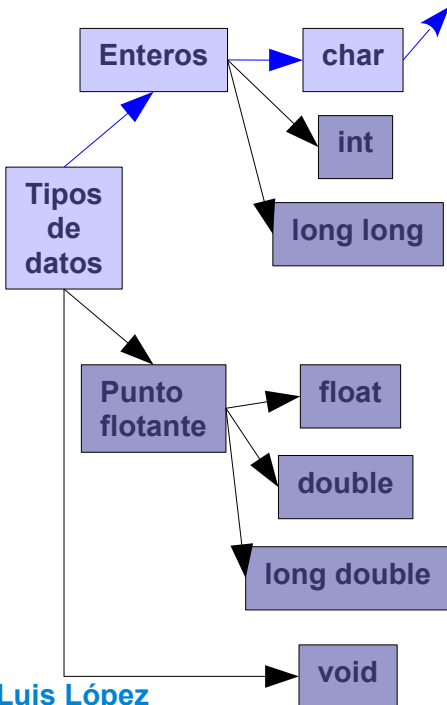 Enteros
char
int
Tipos
de
datos
long long
Punto
flotante
float
double
long double
void
Luis López